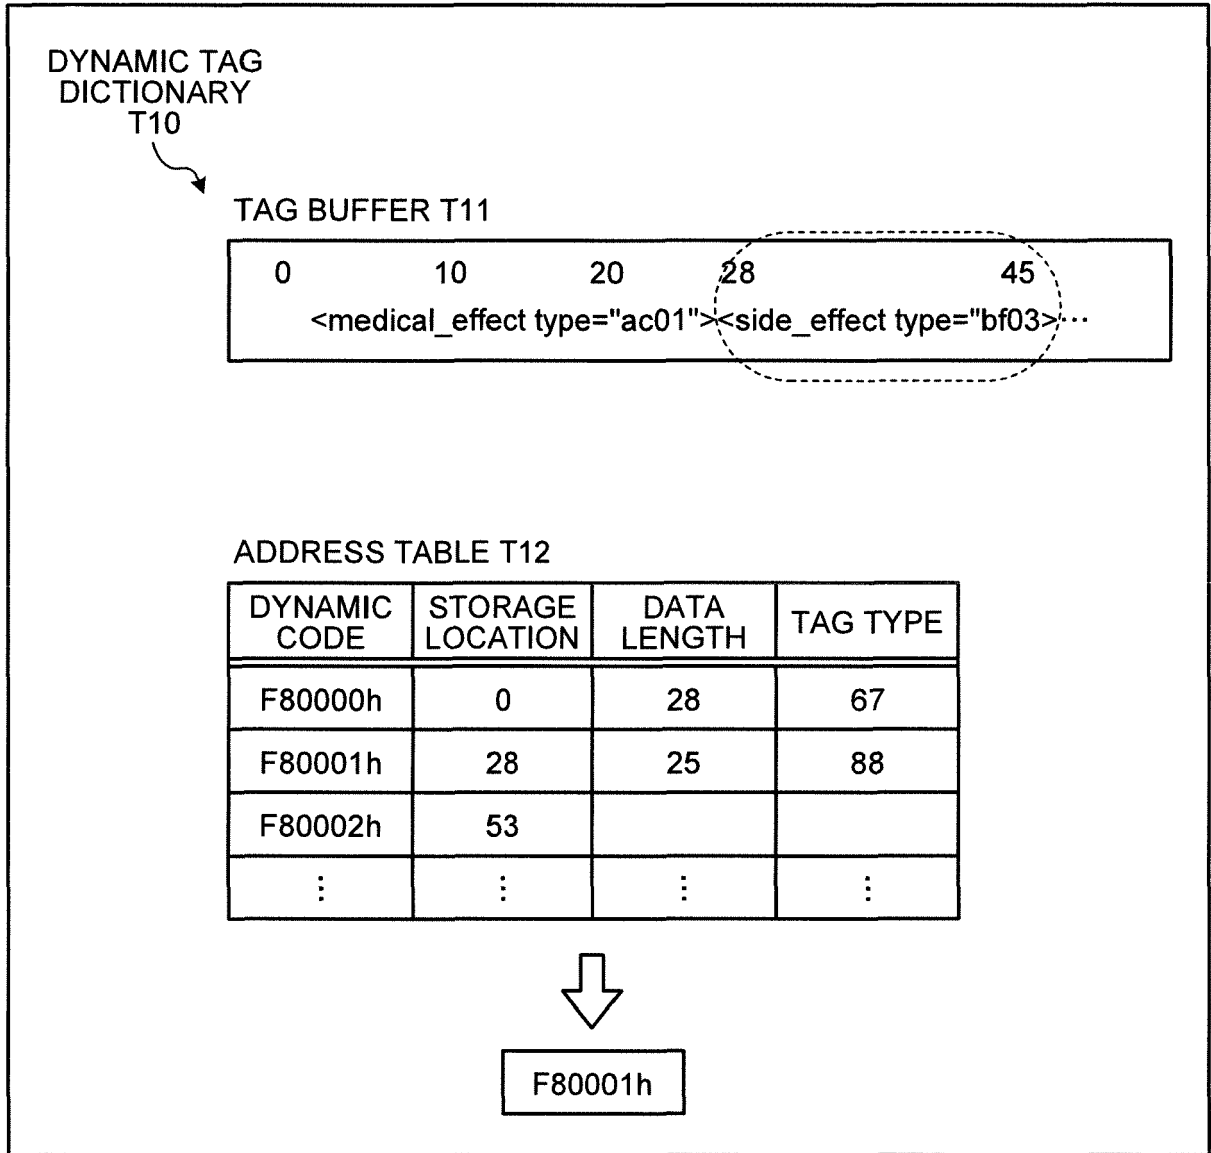 DYNAMIC TAG
DICTIONARY
T10
TAG BUFFER T11
0 10 20 28 45
<medical_effect type="ac01"><side_effect type="bf03>···
ADDRESS TABLE T12
DYNAMIC CODE STORAGE LOCATION DATA LENGTH TAG TYPE
F80000h 0 28 67
F80001h 28 25 88
F80002h 53
⋮ ⋮ ⋮ ⋮
F80001h